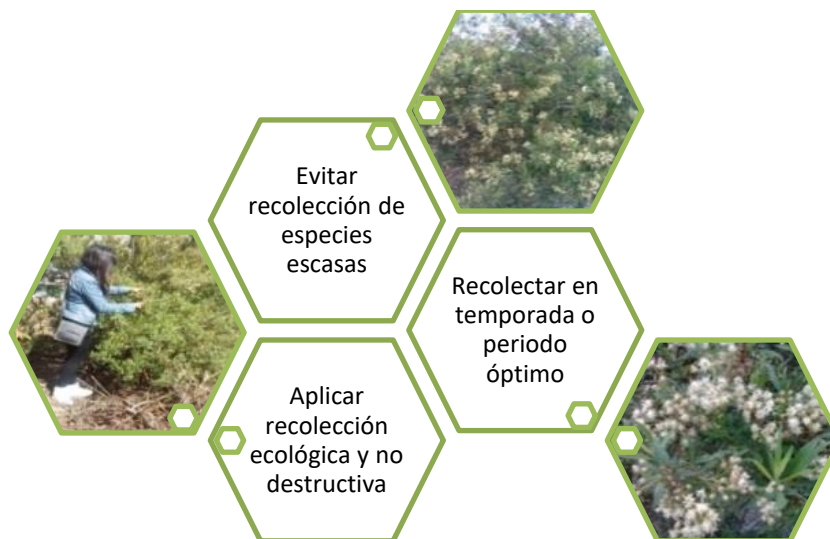 Evitar
recolección de
especies
escasas
Recolectar en
temporada o
periodo
óptimo
Aplicar
recolección
ecológica y no
destructiva